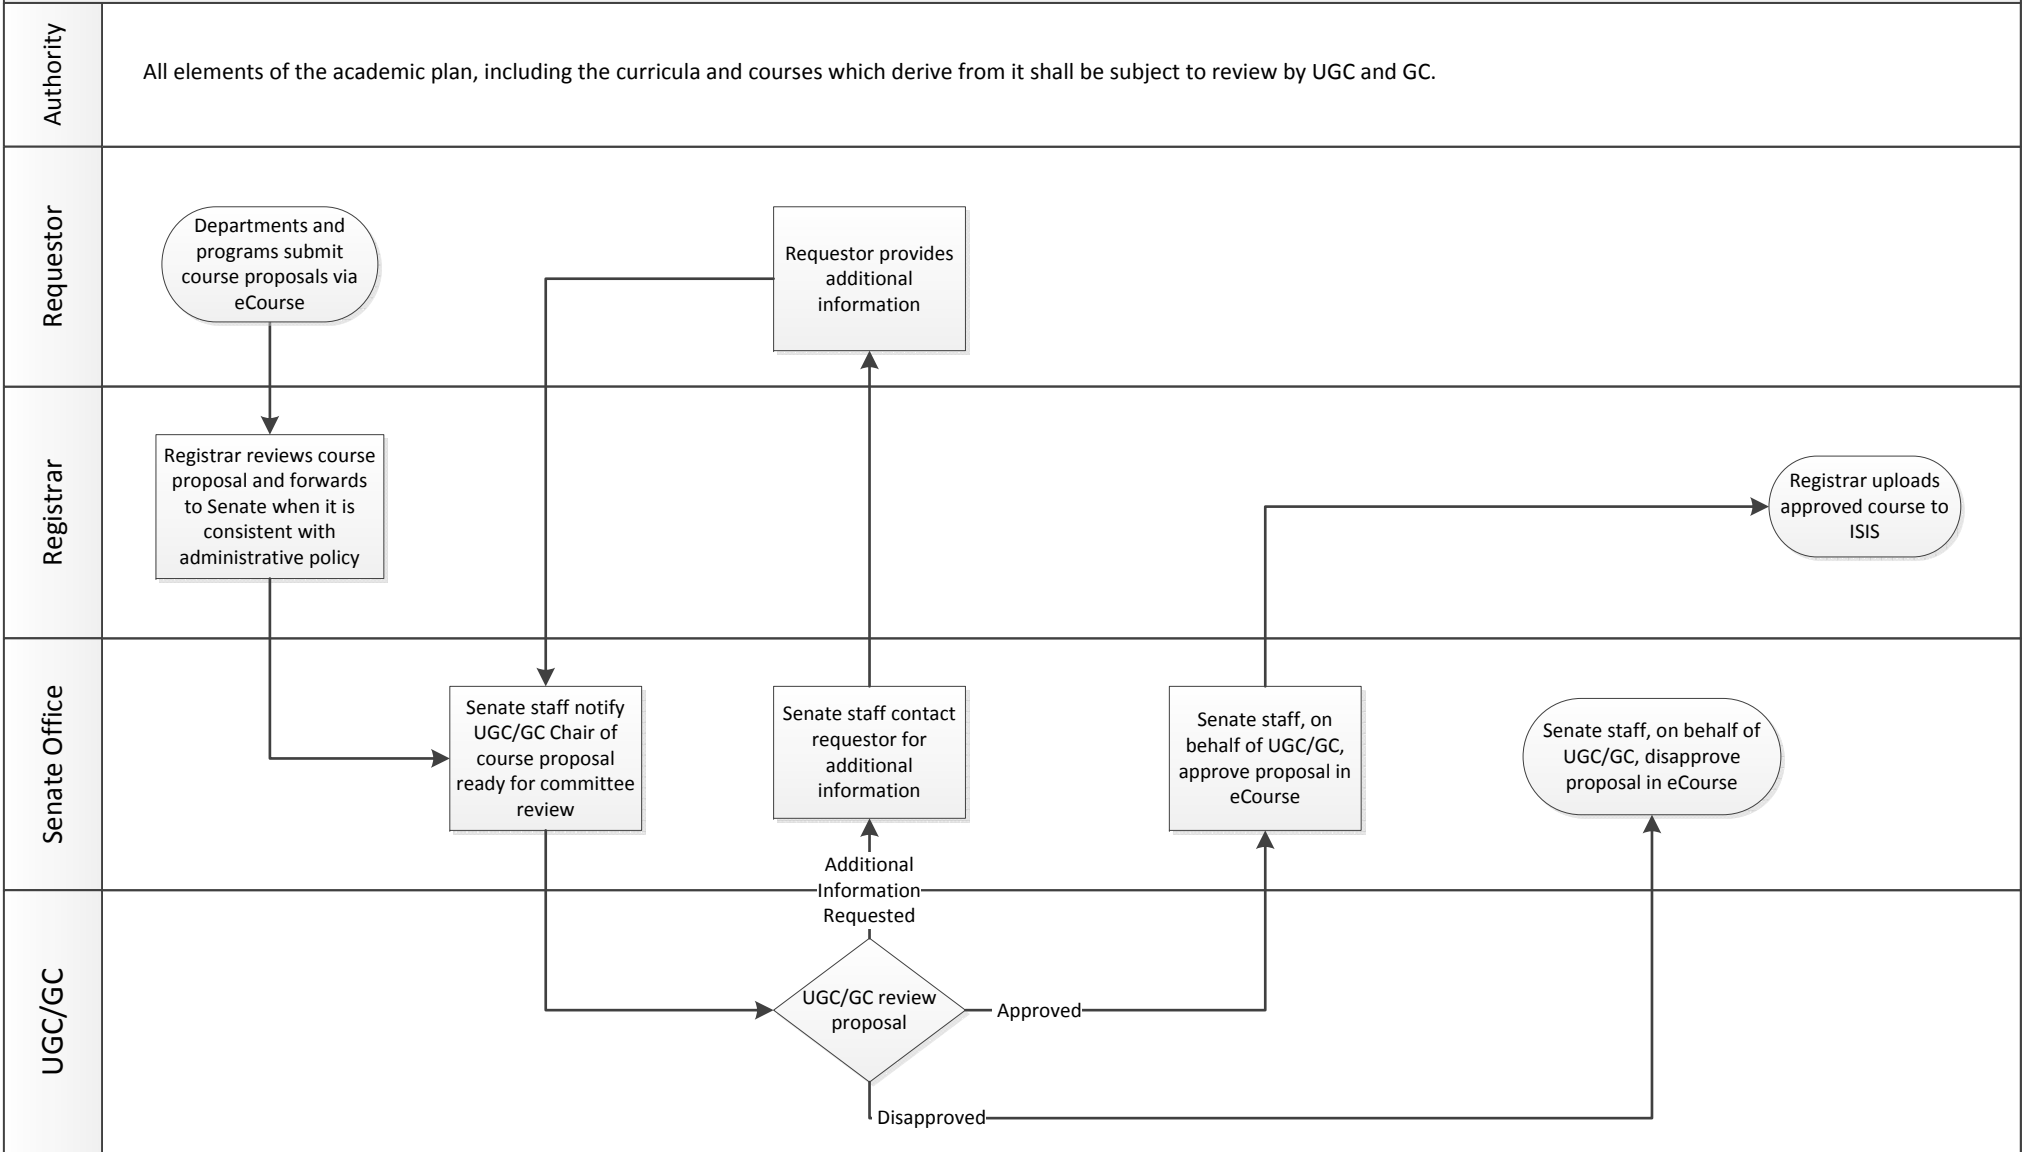 Authority
All elements of the academic plan, including the curricula and courses which derive from it shall be subject to review by UGC and GC.
Requestor
Departments and
programs submit
course proposals via
eCourse
Requestor provides
additional
information
Registrar
Registrar reviews course
proposal and forwards
to Senate when it is
consistent with
administrative policy
Registrar uploads
approved course to
ISIS
Senate Office
Senate staff notify
UGC/GC Chair of
course proposal
ready for committee
review
Senate staff contact
requestor for
additional
information
Senate staff, on
behalf of UGC/GC,
approve proposal in
eCourse
Senate staff, on behalf of
UGC/GC, disapprove
proposal in eCourse
Additional
Information
Requested
UGC/GC
UGC/GC review
proposal
Approved
Disapproved